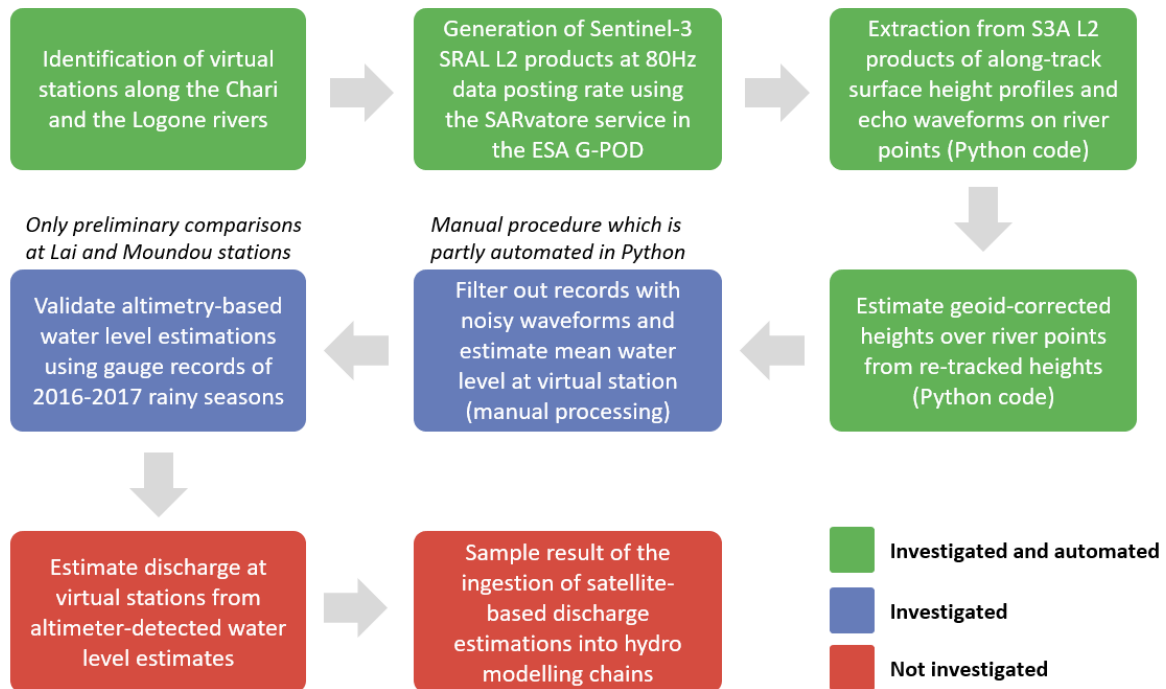 Identification of virtual
stations along the Chari
and the Logone rivers
Generation of Sentinel-3
SRAL L2 products at 80Hz
data posting rate using
the SARvatore service in
the ESA G-POD
Extraction from S3A L2
products of along-track
surface height profiles and
echo waveforms on river
points (Python code)
Estimate geoid-corrected
heights over river points
from re-tracked heights
(Python code)
Manual procedure which is
partly automated in Python
Filter out records with
noisy waveforms and
estimate mean water
level at virtual station
(manual processing)
Only preliminary comparisons
at Lai and Moundou stations
Validate altimetry-based
water level estimations
using gauge records of
2016-2017 rainy seasons
Estimate discharge at
virtual stations from
altimeter-detected water
level estimates
Sample result of the
ingestion of satellite-
based discharge
estimations into hydro
modelling chains
Investigated and automated
Investigated
Not investigated